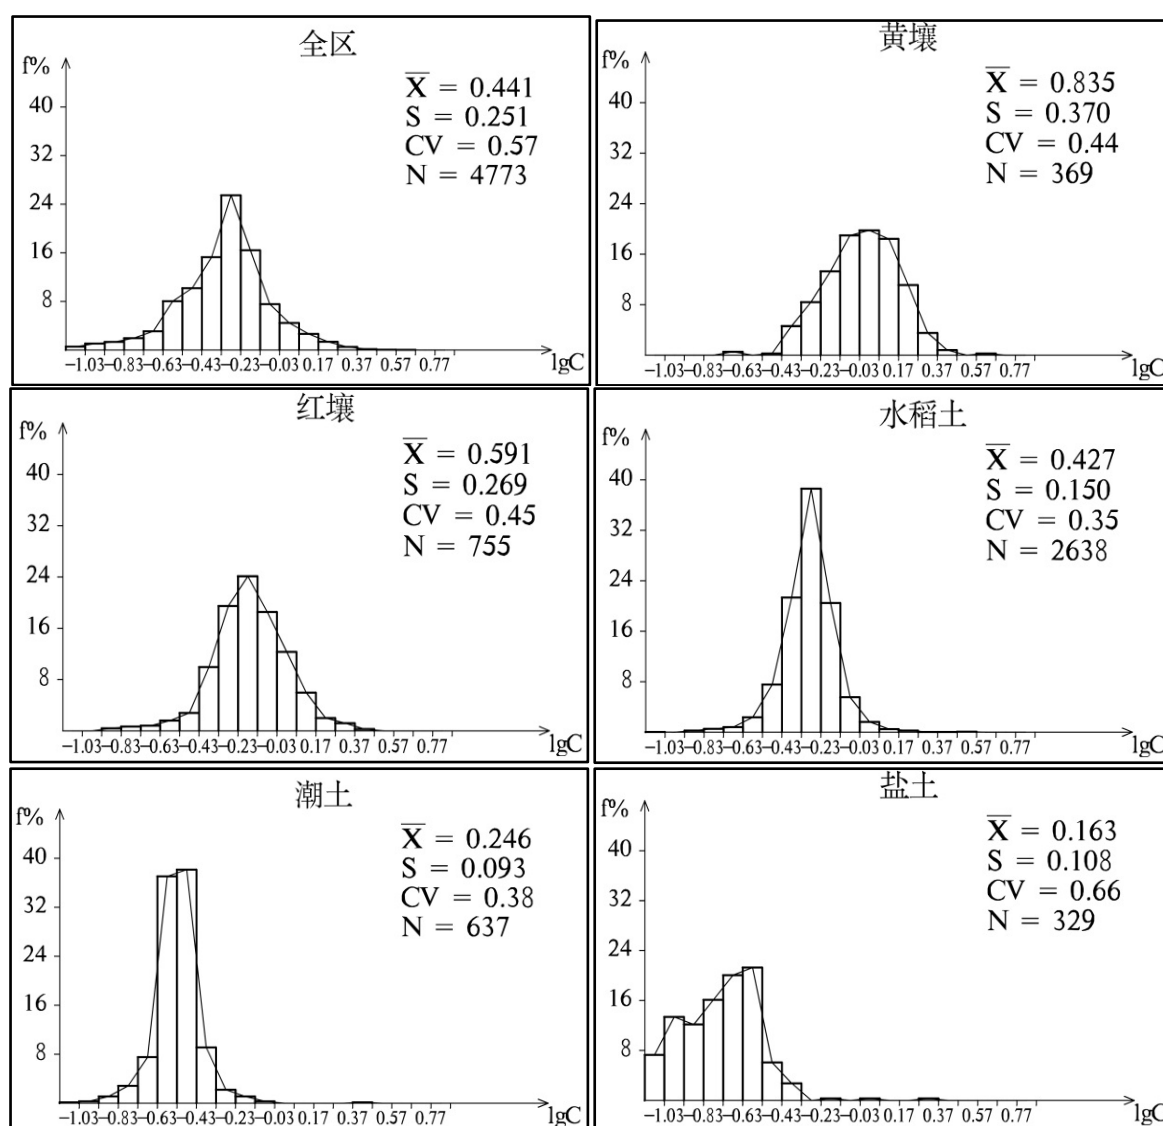 全区
f%
X̄ = 0.441
S = 0.251
CV = 0.57
N = 4773
40
32
24
16
8
−1.03−0.83−0.63−0.43−0.23−0.03 0.17 0.37 0.57 0.77
lgC
黄壤
f%
X̄ = 0.835
S = 0.370
CV = 0.44
N = 369
40
32
24
16
8
−1.03−0.83−0.63−0.43−0.23−0.03 0.17 0.37 0.57 0.77
lgC
红壤
f%
X̄ = 0.591
S = 0.269
CV = 0.45
N = 755
40
32
24
16
8
−1.03−0.83−0.63−0.43−0.23−0.03 0.17 0.37 0.57 0.77
lgC
水稻土
f%
X̄ = 0.427
S = 0.150
CV = 0.35
N = 2638
40
32
24
16
8
−1.03−0.83−0.63−0.43−0.23−0.03 0.17 0.37 0.57 0.77
lgC
潮土
f%
X̄ = 0.246
S = 0.093
CV = 0.38
N = 637
40
32
24
16
8
−1.03−0.83−0.63−0.43−0.23−0.03 0.17 0.37 0.57 0.77
lgC
盐土
f%
X̄ = 0.163
S = 0.108
CV = 0.66
N = 329
40
32
24
16
8
−1.03−0.83−0.63−0.43−0.23−0.03 0.17 0.37 0.57 0.77
lgC